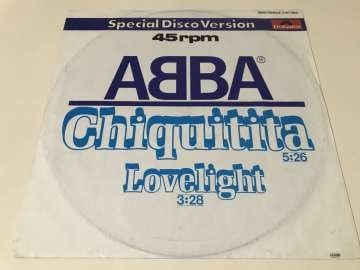 Special Disco Version
45 rpm
ABBA®
Chiquitita
5:26
Lovelight
3:28